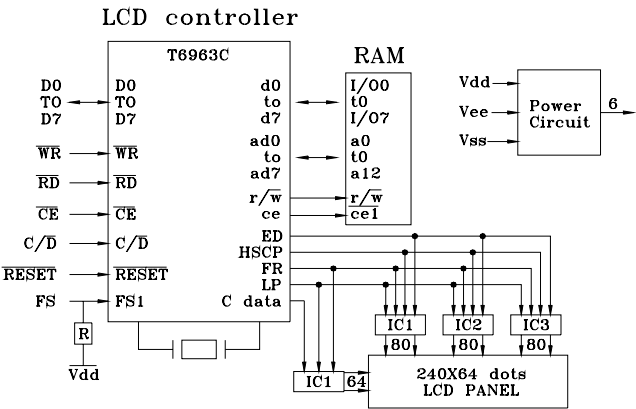 LCD controller
T6963C
RAM
D0 D0 d0 I/O0
TO TO to t0
D7 D7 d7 I/O7
ad0 a0
WR WR to t0
ad7 a12
RD RD
r/w r/w
CE CE ce ce1
C/D C/D ED
HSCP
RESET RESET FR
LP
FS FS1 C data
R
Vdd
Vdd
Vee
Vss
Power
Circuit
6
IC1 IC2 IC3
80 80 80
IC1 64
240X64 dots
LCD PANEL